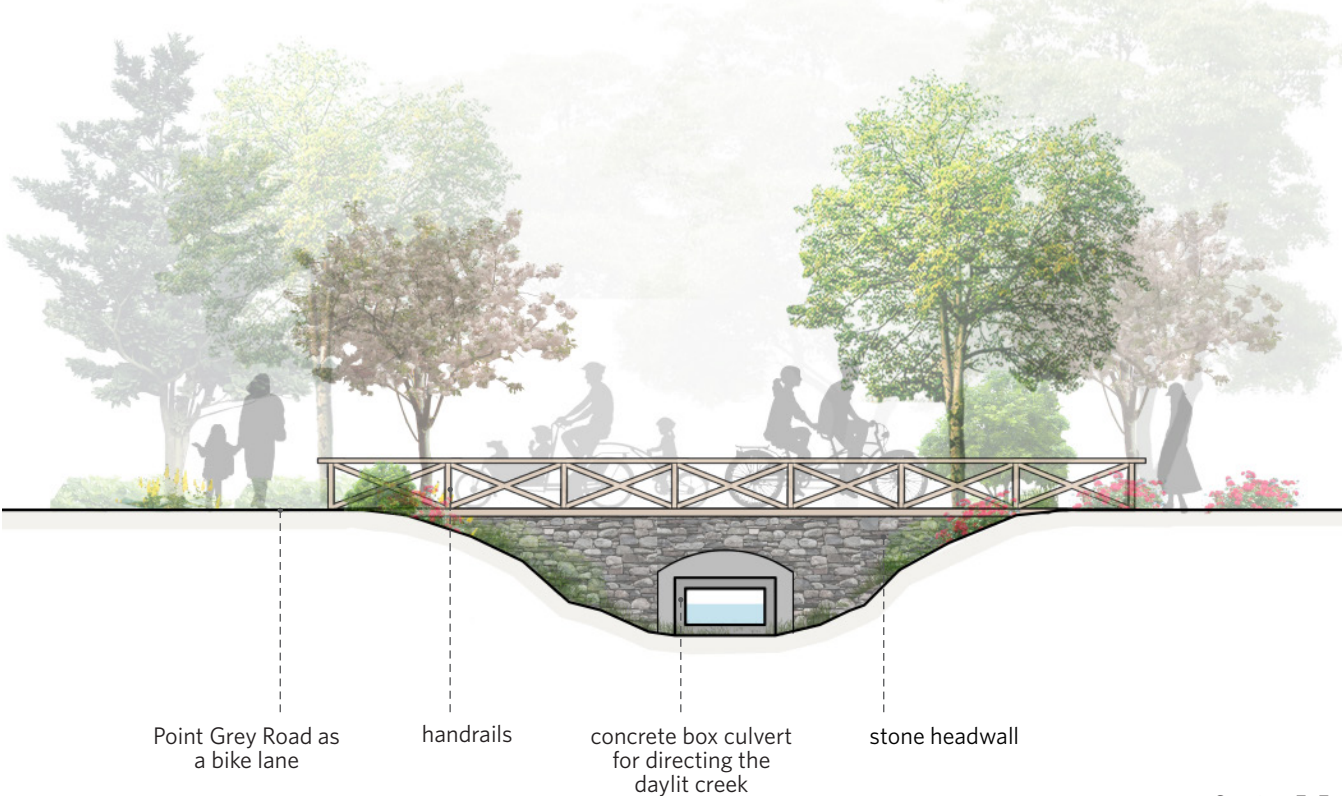 Point Grey Road as
a bike lane
handrails
concrete box culvert
for directing the
daylit creek
stone headwall